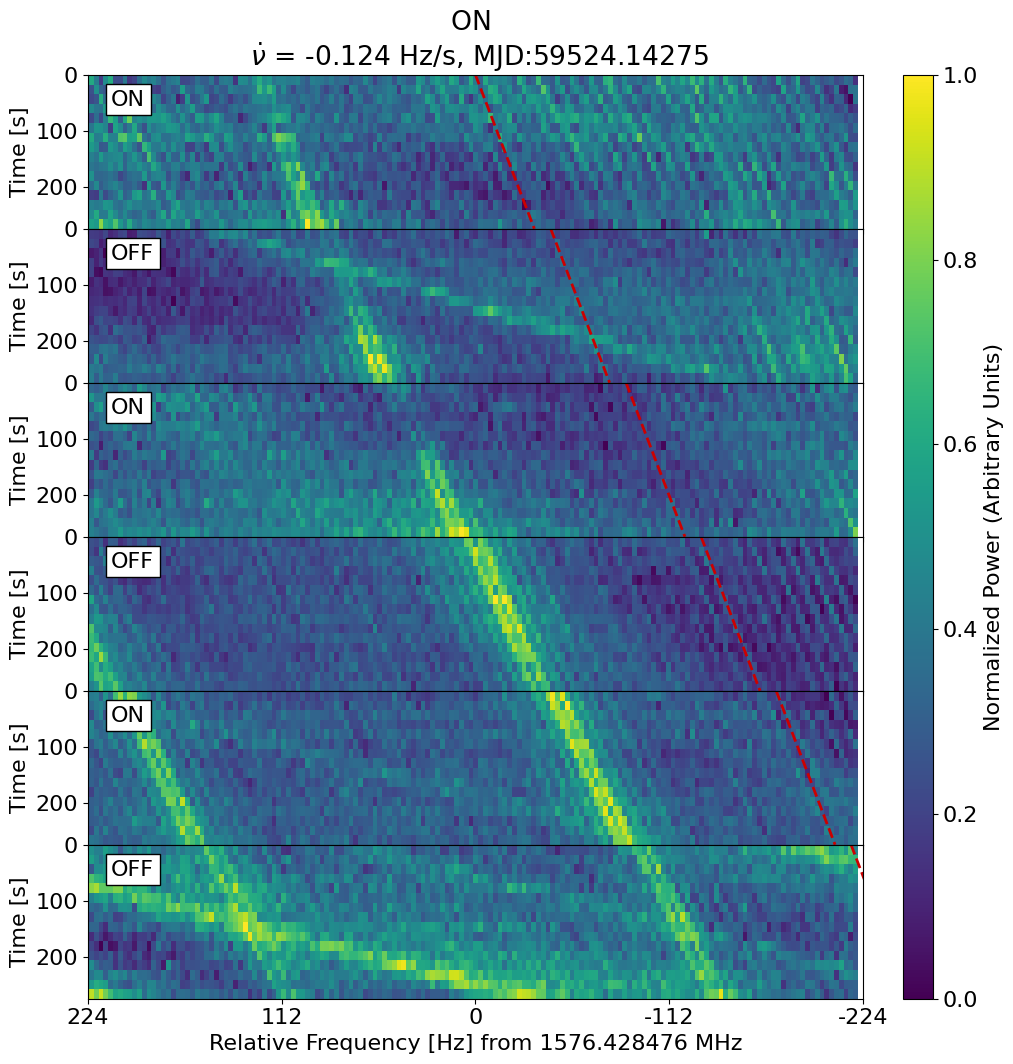 ON
ν̇ = -0.124 Hz/s, MJD:59524.14275
ON
OFF
ON
OFF
ON
OFF
Time [s]
0
100
200
Time [s]
0
100
200
Time [s]
0
100
200
Time [s]
0
100
200
Time [s]
0
100
200
Time [s]
0
100
200
224 112 0 -112 -224
Relative Frequency [Hz] from 1576.428476 MHz
1.0
0.8
0.6
0.4
0.2
0.0
Normalized Power (Arbitrary Units)